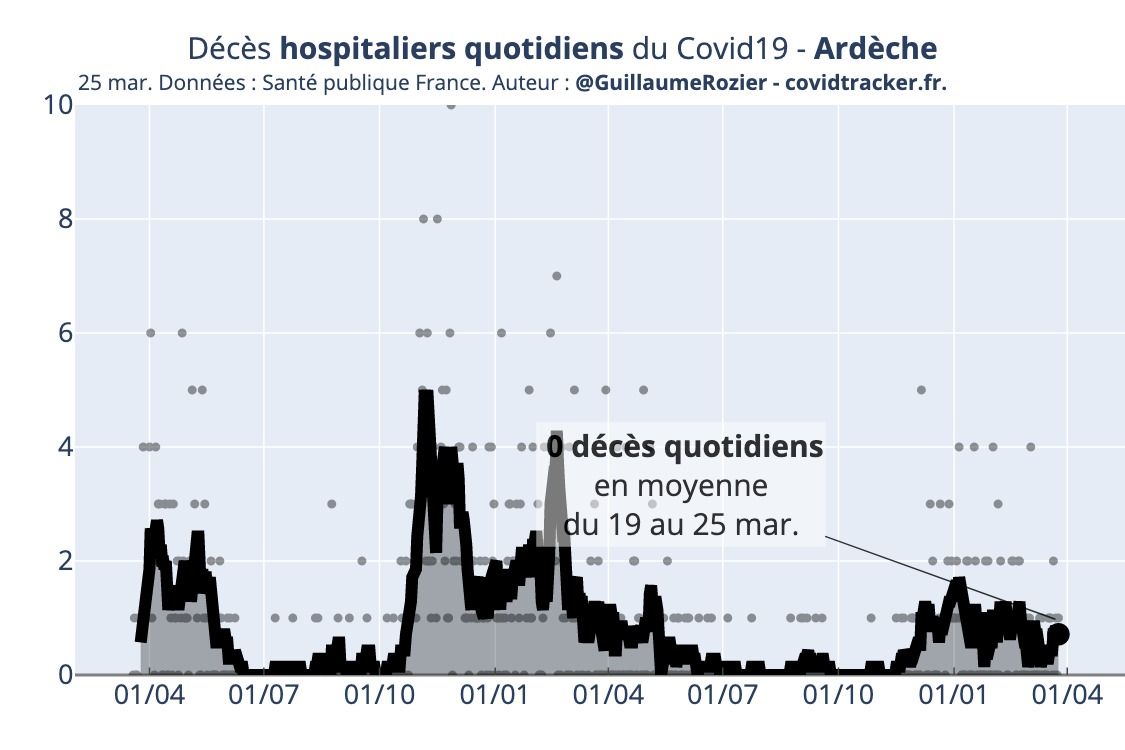 Décès hospitaliers quotidiens du Covid19 - Ardèche
25 mar. Données : Santé publique France. Auteur : @GuillaumeRozier - covidtracker.fr.
10
8
6
4
2
0
0 décès quotidiens
en moyenne
du 19 au 25 mar.
01/04 01/07 01/10 01/01 01/04 01/07 01/10 01/01 01/04